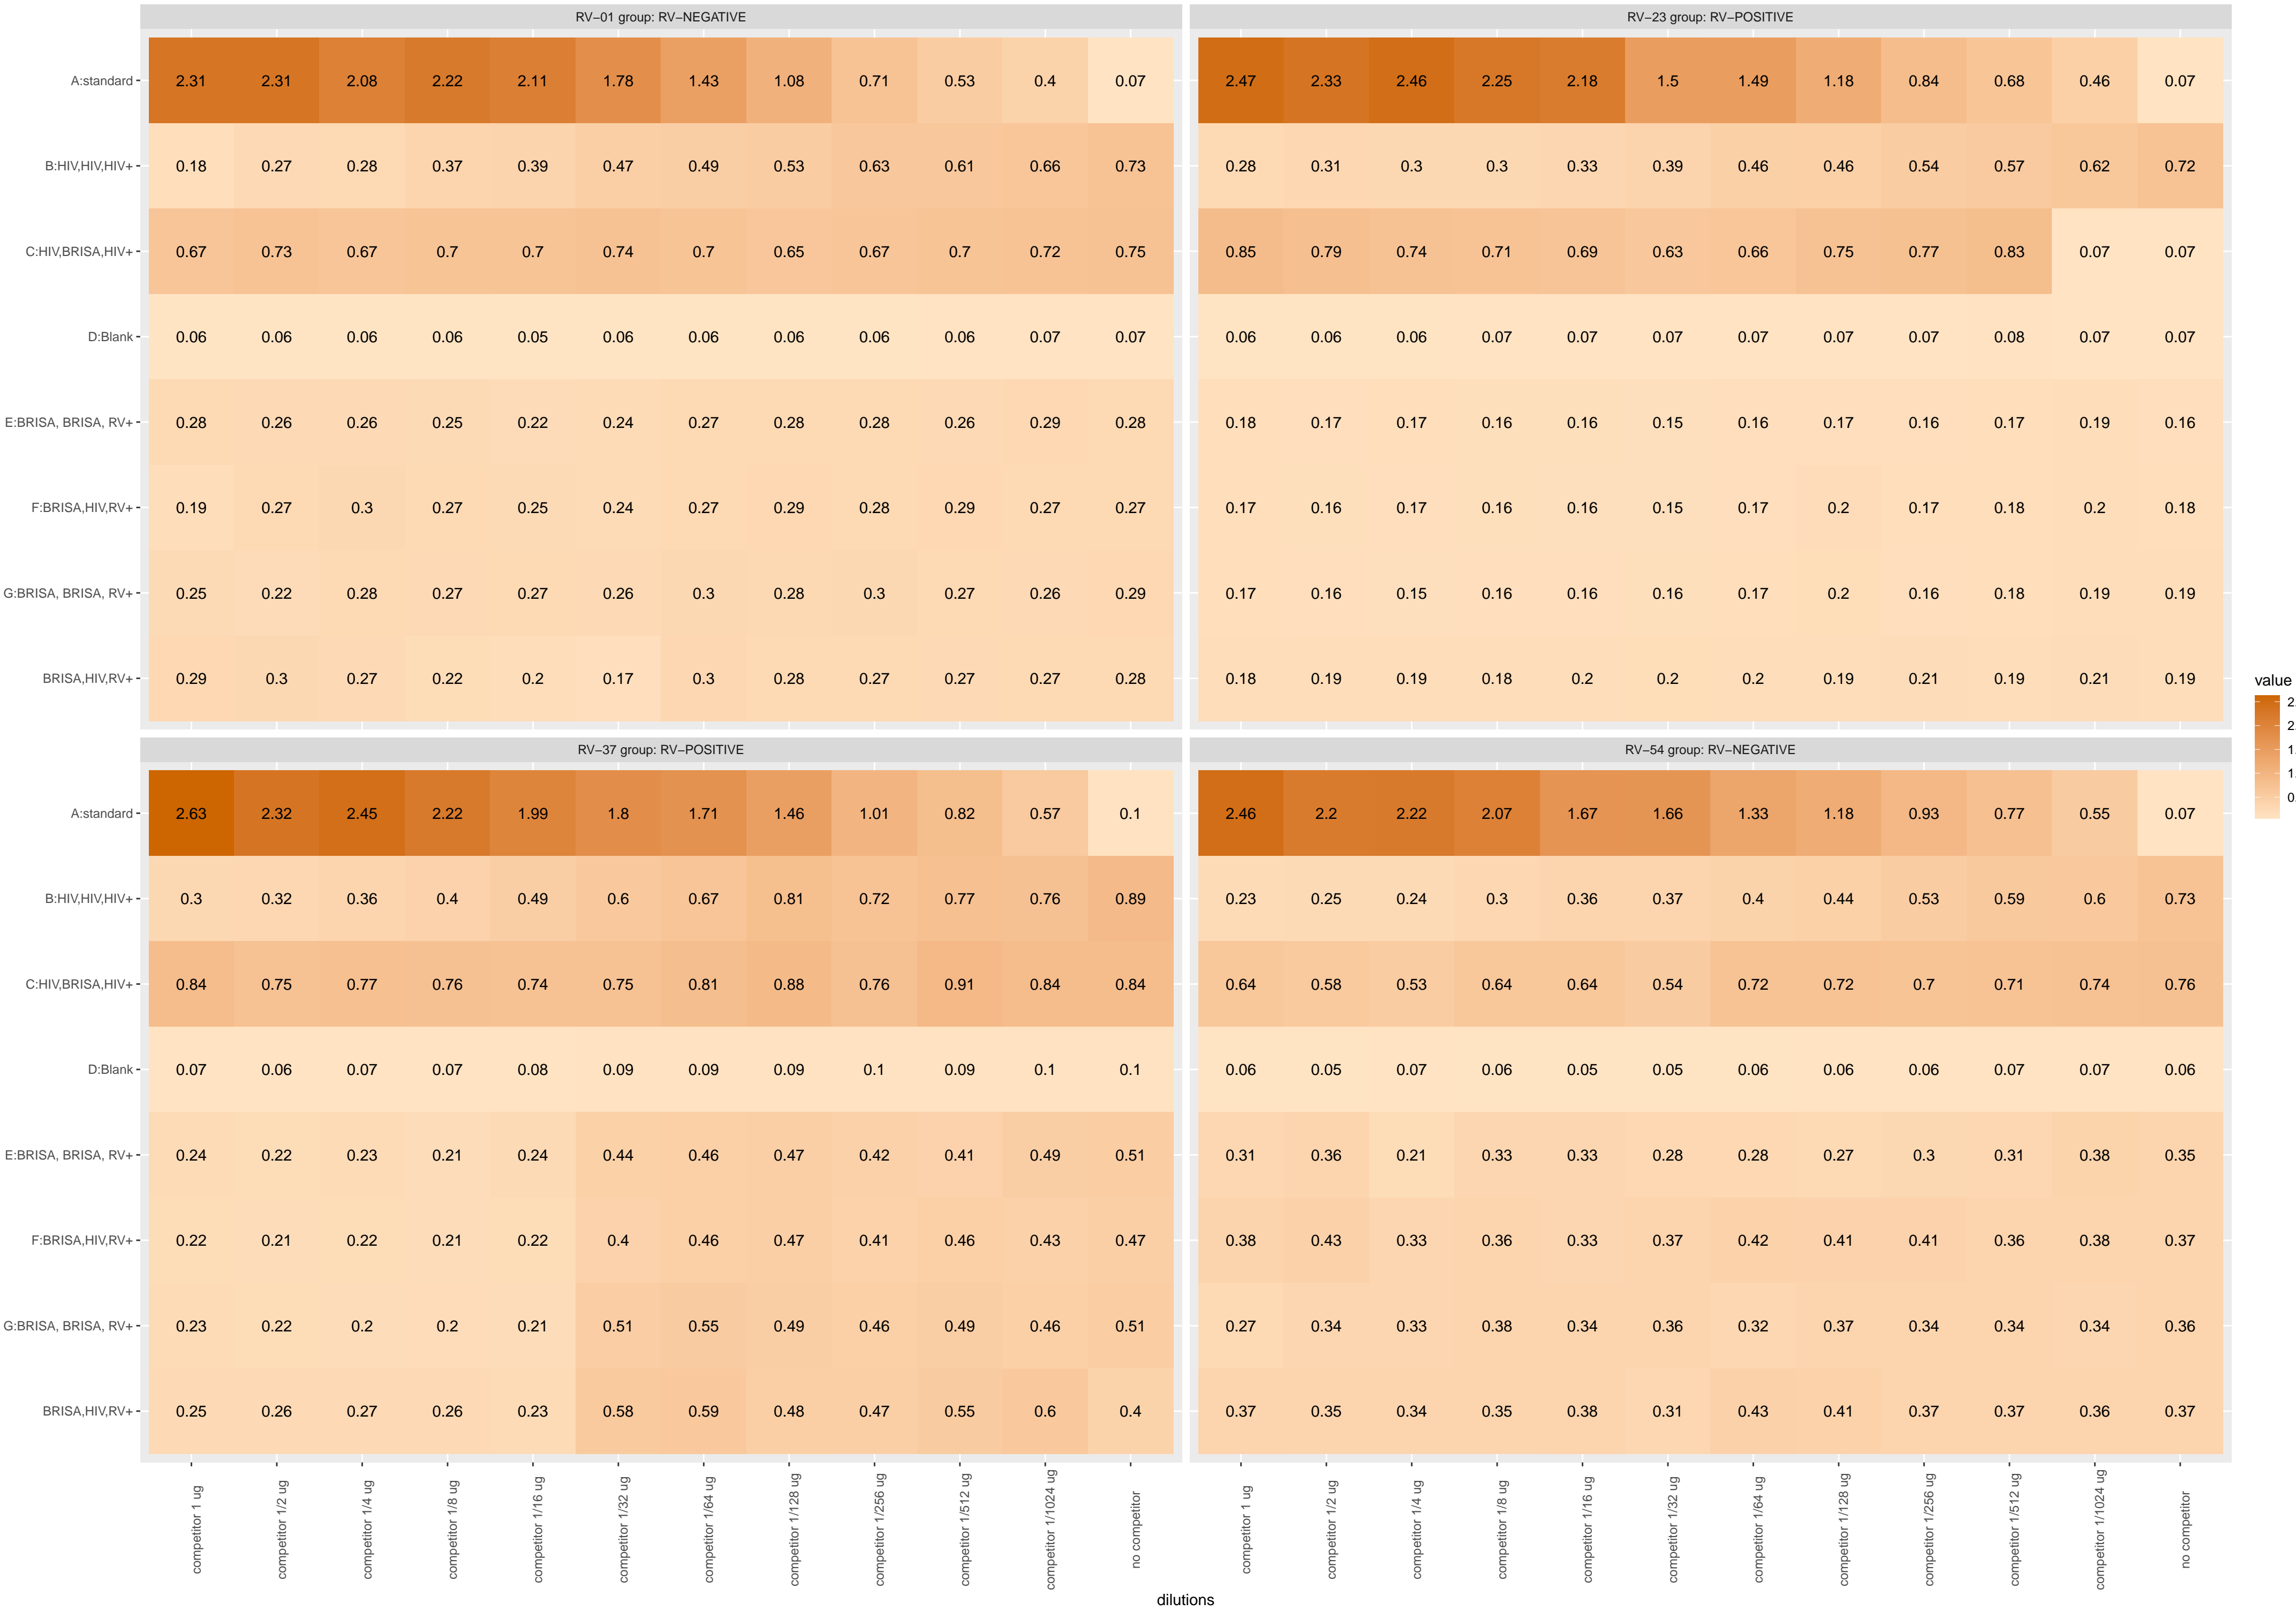 RV−01 group: RV−NEGATIVE
RV−23 group: RV−POSITIVE
A:standard 2.31 2.31 2.08 2.22 2.11 1.78 1.43 1.08 0.71 0.53 0.4 0.07 2.47 2.33 2.46 2.25 2.18 1.5 1.49 1.18 0.84 0.68 0.46 0.07
B:HIV,HIV,HIV+ 0.18 0.27 0.28 0.37 0.39 0.47 0.49 0.53 0.63 0.61 0.66 0.73 0.28 0.31 0.3 0.3 0.33 0.39 0.46 0.46 0.54 0.57 0.62 0.72
C:HIV,BRISA,HIV+ 0.67 0.73 0.67 0.7 0.7 0.74 0.7 0.65 0.67 0.7 0.72 0.75 0.85 0.79 0.74 0.71 0.69 0.63 0.66 0.75 0.77 0.83 0.07 0.07
D:Blank 0.06 0.06 0.06 0.06 0.05 0.06 0.06 0.06 0.06 0.06 0.07 0.07 0.06 0.06 0.06 0.07 0.07 0.07 0.07 0.07 0.07 0.08 0.07 0.07
E:BRISA, BRISA, RV+ 0.28 0.26 0.26 0.25 0.22 0.24 0.27 0.28 0.28 0.26 0.29 0.28 0.18 0.17 0.17 0.16 0.16 0.15 0.16 0.17 0.16 0.17 0.19 0.16
F:BRISA,HIV,RV+ 0.19 0.27 0.3 0.27 0.25 0.24 0.27 0.29 0.28 0.29 0.27 0.27 0.17 0.16 0.17 0.16 0.16 0.15 0.17 0.2 0.17 0.18 0.2 0.18
G:BRISA, BRISA, RV+ 0.25 0.22 0.28 0.27 0.27 0.26 0.3 0.28 0.3 0.27 0.26 0.29 0.17 0.16 0.15 0.16 0.16 0.16 0.17 0.2 0.16 0.18 0.19 0.19
BRISA,HIV,RV+ 0.29 0.3 0.27 0.22 0.2 0.17 0.3 0.28 0.27 0.27 0.27 0.28 0.18 0.19 0.19 0.18 0.2 0.2 0.2 0.19 0.21 0.19 0.21 0.19
value
RV−37 group: RV−POSITIVE
RV−54 group: RV−NEGATIVE
A:standard 2.63 2.32 2.45 2.22 1.99 1.8 1.71 1.46 1.01 0.82 0.57 0.1 2.46 2.2 2.22 2.07 1.67 1.66 1.33 1.18 0.93 0.77 0.55 0.07
B:HIV,HIV,HIV+ 0.3 0.32 0.36 0.4 0.49 0.6 0.67 0.81 0.72 0.77 0.76 0.89 0.23 0.25 0.24 0.3 0.36 0.37 0.4 0.44 0.53 0.59 0.6 0.73
C:HIV,BRISA,HIV+ 0.84 0.75 0.77 0.76 0.74 0.75 0.81 0.88 0.76 0.91 0.84 0.84 0.64 0.58 0.53 0.64 0.64 0.54 0.72 0.72 0.7 0.71 0.74 0.76
D:Blank 0.07 0.06 0.07 0.07 0.08 0.09 0.09 0.09 0.1 0.09 0.1 0.1 0.06 0.05 0.07 0.06 0.05 0.05 0.06 0.06 0.06 0.07 0.07 0.06
E:BRISA, BRISA, RV+ 0.24 0.22 0.23 0.21 0.24 0.44 0.46 0.47 0.42 0.41 0.49 0.51 0.31 0.36 0.21 0.33 0.33 0.28 0.28 0.27 0.3 0.31 0.38 0.35
F:BRISA,HIV,RV+ 0.22 0.21 0.22 0.21 0.22 0.4 0.46 0.47 0.41 0.46 0.43 0.47 0.38 0.43 0.33 0.36 0.33 0.37 0.42 0.41 0.41 0.36 0.38 0.37
G:BRISA, BRISA, RV+ 0.23 0.22 0.2 0.2 0.21 0.51 0.55 0.49 0.46 0.49 0.46 0.51 0.27 0.34 0.33 0.38 0.34 0.36 0.32 0.37 0.34 0.34 0.34 0.36
BRISA,HIV,RV+ 0.25 0.26 0.27 0.26 0.23 0.58 0.59 0.48 0.47 0.55 0.6 0.4 0.37 0.35 0.34 0.35 0.38 0.31 0.43 0.41 0.37 0.37 0.36 0.37
competitor 1 ug
competitor 1/2 ug
competitor 1/4 ug
competitor 1/8 ug
competitor 1/16 ug
competitor 1/32 ug
competitor 1/64 ug
competitor 1/128 ug
competitor 1/256 ug
competitor 1/512 ug
competitor 1/1024 ug
no competitor
competitor 1 ug
competitor 1/2 ug
competitor 1/4 ug
competitor 1/8 ug
competitor 1/16 ug
competitor 1/32 ug
competitor 1/64 ug
competitor 1/128 ug
competitor 1/256 ug
competitor 1/512 ug
competitor 1/1024 ug
no competitor
dilutions